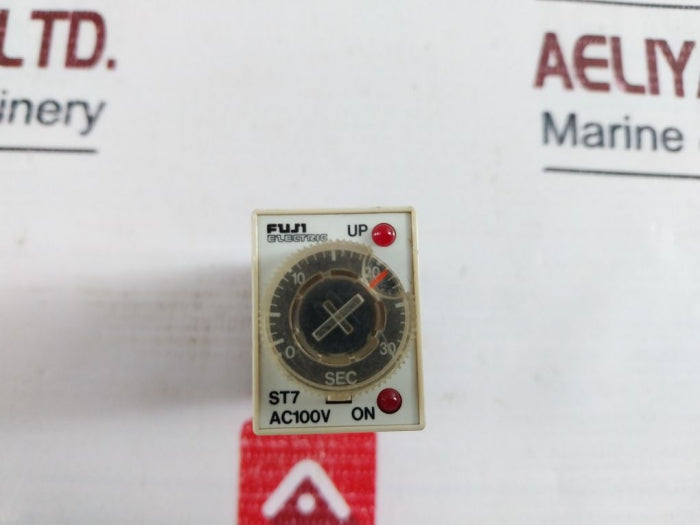 LTD.
inery
AELIYA
Marine
FUJI
ELECTRIC
UP
10
20
0
30
SEC
ST7
AC100V
ON